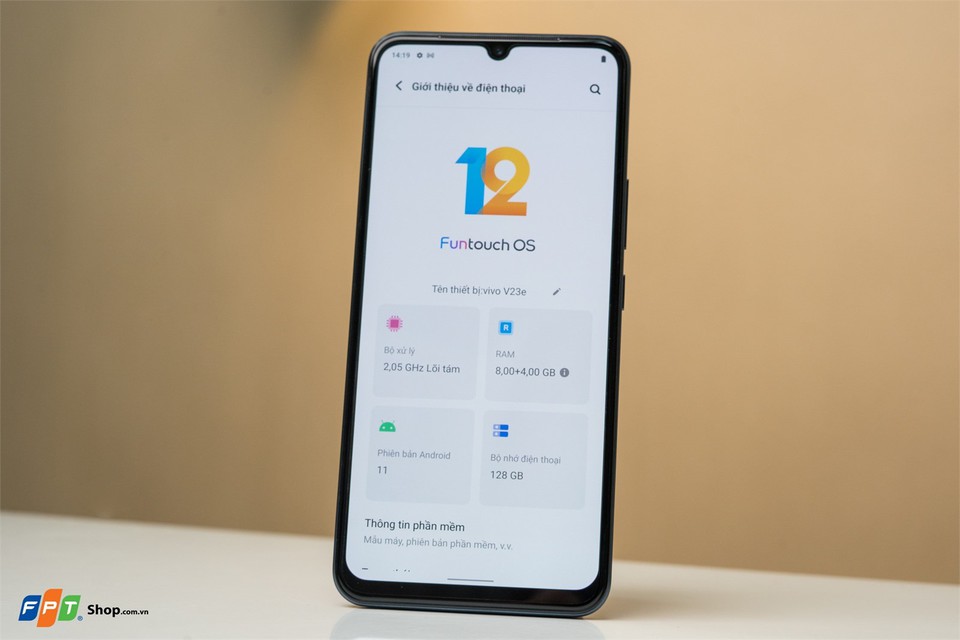 14:19
Giới thiệu về điện thoại
12
Funtouch OS
Tên thiết bị:vivo V23e
Bộ xử lý
2,05 GHz Lõi tám
R
RAM
8,00+4,00 GB
Phiên bản Android
11
Bộ nhớ điện thoại
128 GB
Thông tin phần mềm
Mẫu máy, phiên bản phần mềm, v.v.
FPT Shop.com.vn